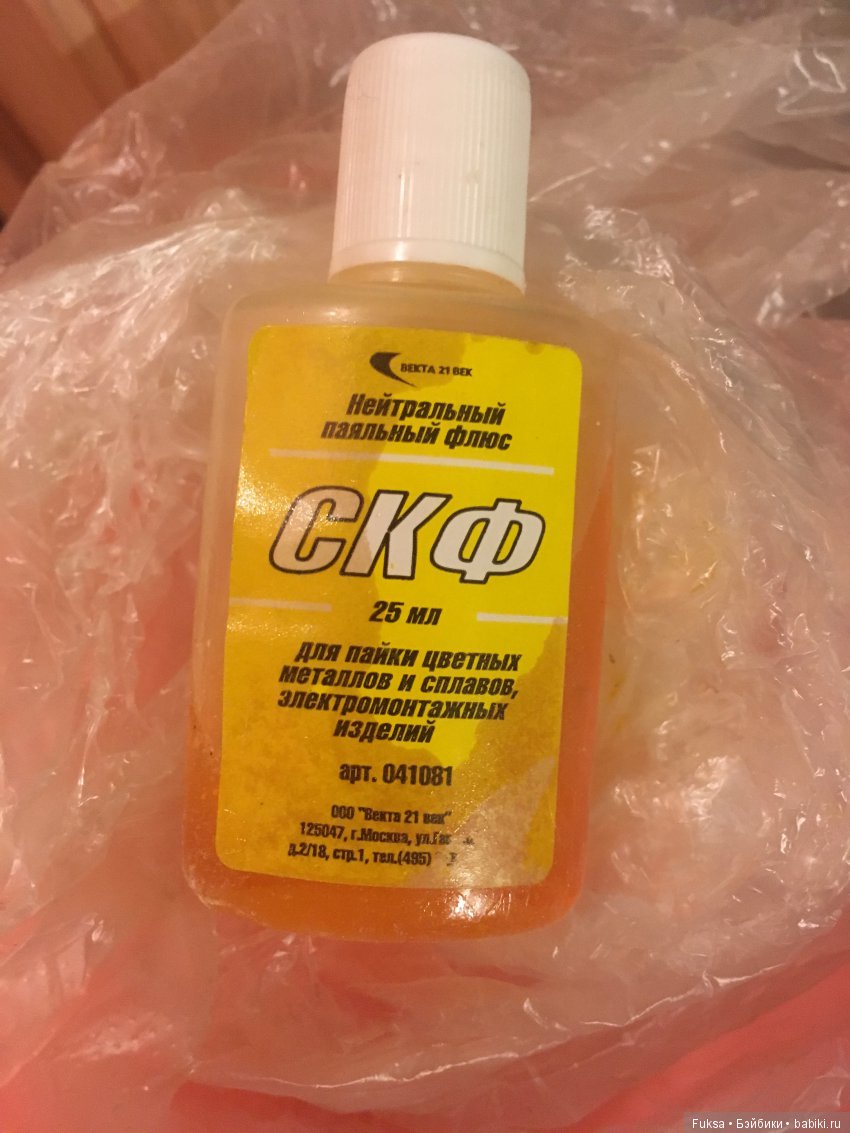 ВЕКТА 21 ВЕК
Нейтральный
паяльный флюс
СКФ
25 мл
для пайки цветных
металлов и сплавов,
электромонтажных
изделий
арт. 041081
ООО "Векта 21 век"
125047, г.Москва, ул.
д.2/18, стр.1, тел.(495)
Fuksa • Бэйбики • babiki.ru